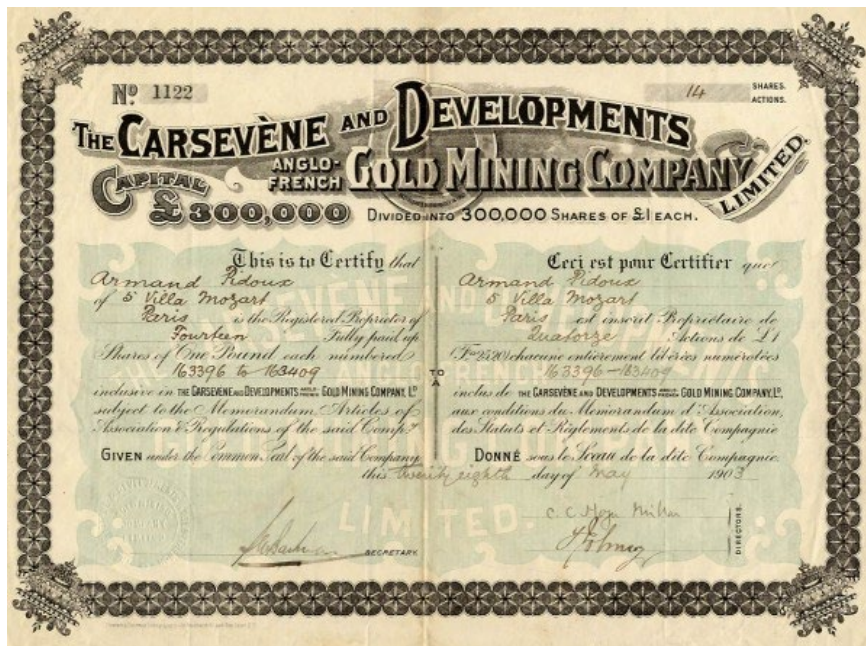 Nº 1122
14 SHARES. ACTIONS.
THE CARSEVÈNE AND DEVELOPMENTS
ANGLO-FRENCH GOLD MINING COMPANY LIMITED.
CAPITAL £300,000 DIVIDED INTO 300,000 SHARES OF £1 EACH.
This is to Certify that
Armand Pidoux
of 5 Villa Mozart
Paris is the Registered Proprietor of
Fourteen Fully paid up
Shares of One Pound each numbered
163396 to 163409
inclusive in THE CARSEVÈNE AND DEVELOPMENTS ANGLO-FRENCH GOLD MINING COMPANY, LD
subject to the Memorandum, Articles of
Association & Regulations of the said Compy
GIVEN under the Common Seal of the said Company
TO
A
Ceci est pour Certifier que
Armand Pidoux
5 Villa Mozart
Paris est inscrit Propriétaire de
Quatorze Actions de £1
(Fcs 25.20) chacune entièrement libérées numérotées
163396 - 163409
inclus de THE CARSEVÈNE AND DEVELOPMENTS ANGLO-FRENCH GOLD MINING COMPANY, LD,
aux conditions du Mémorandum d'Association,
des Statuts et Règlements de la dite Compagnie
DONNÉ sous le Sceau de la dite Compagnie.
this twenty eighth day of May 1903
LIMITED.
SECRETARY.
DIRECTORS.